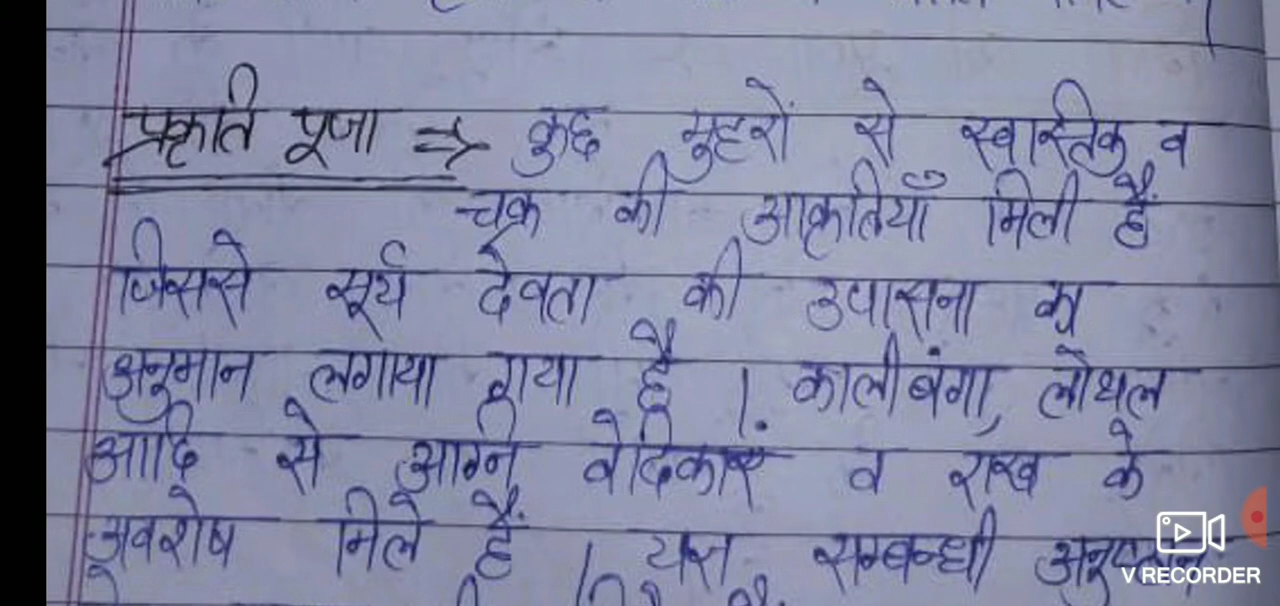 प्रकृति पूजा ⇒ कुछ मुहरों से स्वास्तिक व
चक्र की आकृतियाँ मिली हैं
जिससे सूर्य देवता की उपासना का
अनुमान लगाया गया है । कालीबंगा, लोथल
आदि से अग्नि वेदिकाएं व राख के
अवशेष मिले हैं । यज्ञ सम्बन्धी
V RECORDER